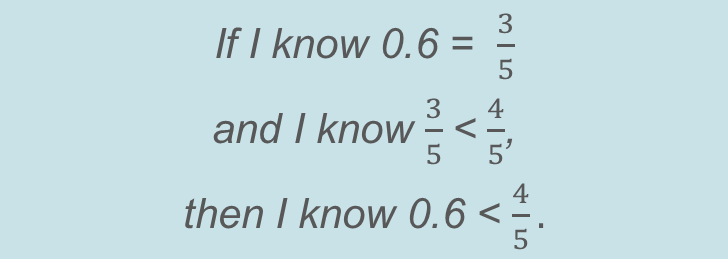 If I know 0.6 = 3/5
and I know 3/5 < 4/5,
then I know 0.6 < 4/5.